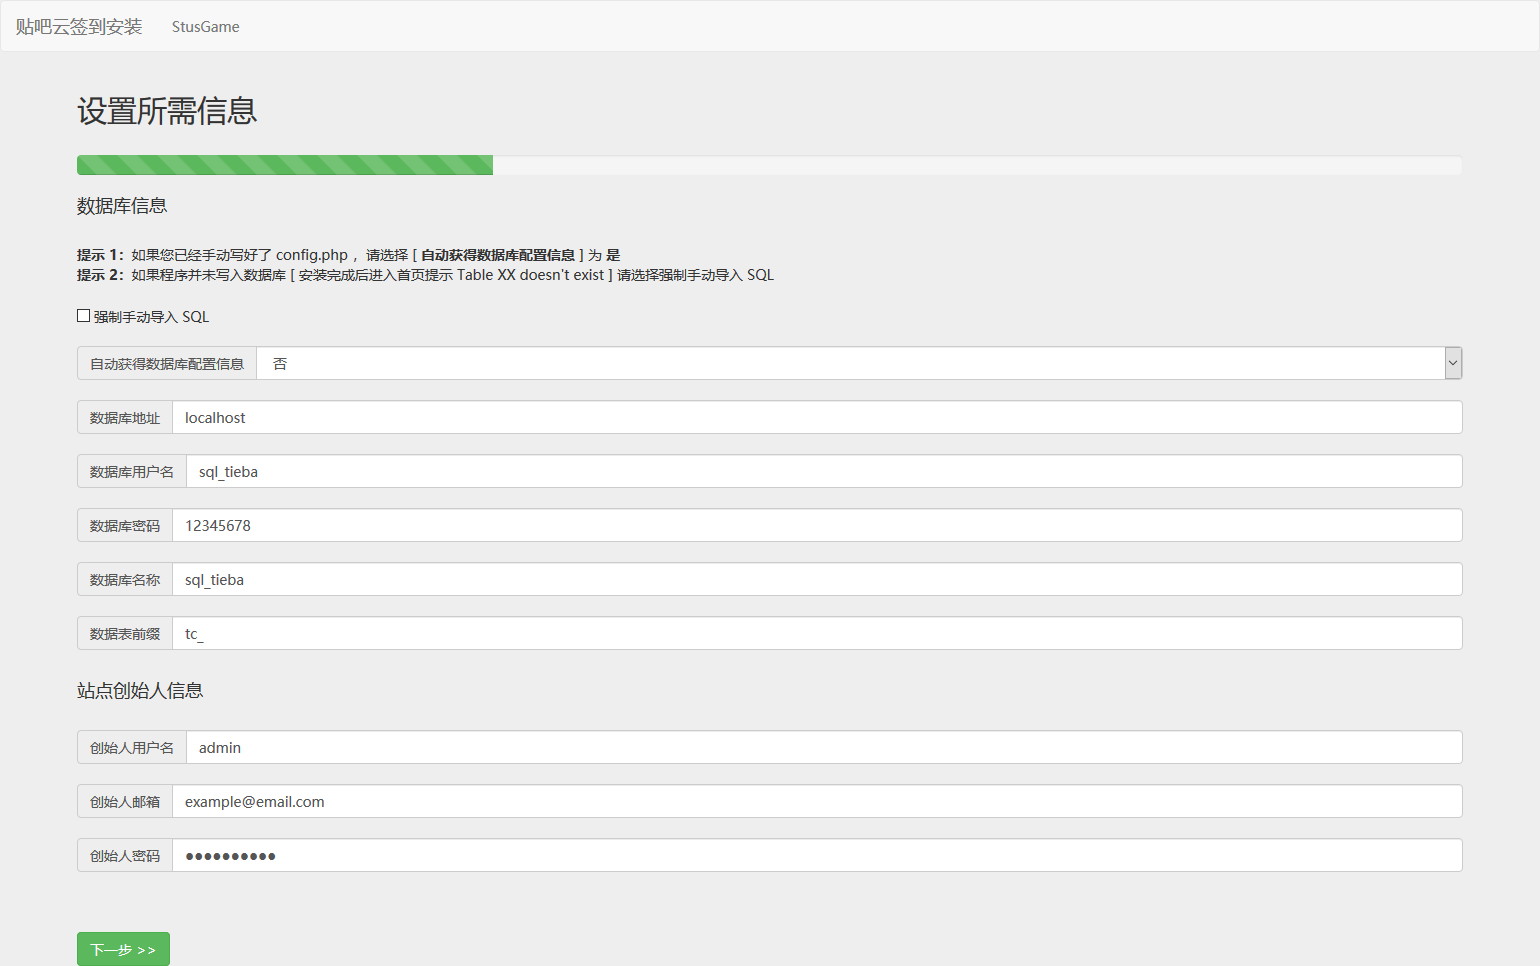 贴吧云签到安装 StusGame
设置所需信息
数据库信息
提示 1：如果您已经手动写好了 config.php ，请选择 [ 自动获得数据库配置信息 ] 为 是
提示 2：如果程序并未写入数据库 [ 安装完成后进入首页提示 Table XX doesn't exist ] 请选择强制手动导入 SQL
强制手动导入 SQL
自动获得数据库配置信息 否
数据库地址 localhost
数据库用户名 sql_tieba
数据库密码 12345678
数据库名称 sql_tieba
数据表前缀 tc_
站点创始人信息
创始人用户名 admin
创始人邮箱 example@email.com
创始人密码 ●●●●●●●●●●
下一步 >>